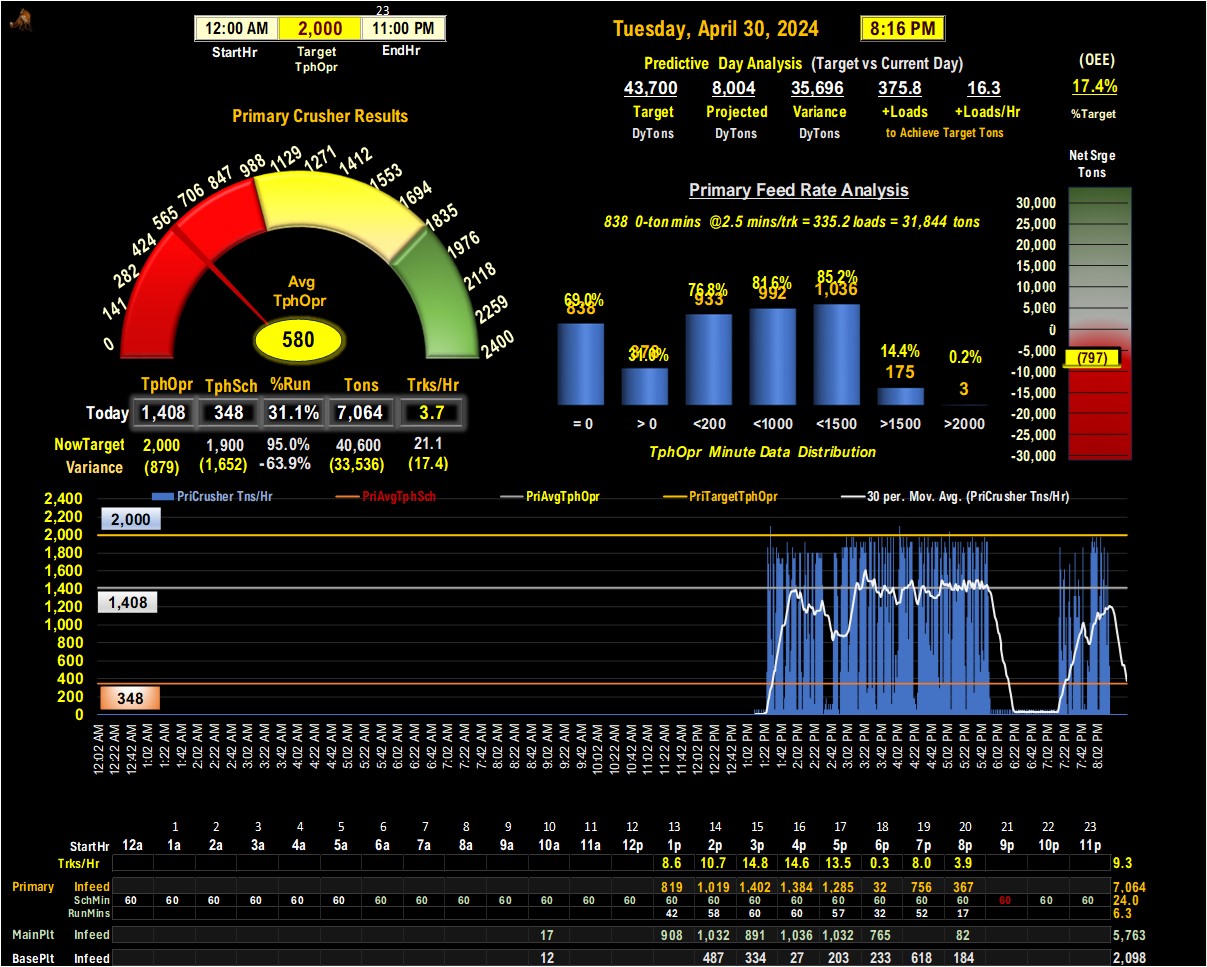 23
12:00 AM 2,000 11:00 PM
StartHr Target TphOpr EndHr
Tuesday, April 30, 2024 8:16 PM
Predictive Day Analysis (Target vs Current Day)
43,700 8,004 35,696 375.8 16.3
Target Projected Variance +Loads +Loads/Hr
DyTons DyTons DyTons to Achieve Target Tons
(OEE)
17.4%
%Target
Primary Crusher Results
0 141 282 424 565 706 847 988 1129 1271 1412 1553 1694 1835 1976 2118 2259 2400
Avg
TphOpr
580
TphOpr TphSch %Run Tons Trks/Hr
Today 1,408 348 31.1% 7,064 3.7
NowTarget 2,000 1,900 95.0% 40,600 21.1
Variance (879) (1,652) -63.9% (33,536) (17.4)
Primary Feed Rate Analysis
838 0-ton mins @2.5 mins/trk = 335.2 loads = 31,844 tons
69.0% 76.8% 81.6% 85.2% 14.4% 0.2%
838 933 992 1,036 175 3
= 0 > 0 <200 <1000 <1500 >1500 >2000
TphOpr Minute Data Distribution
Net Srge
Tons
30,000
25,000
20,000
15,000
10,000
5,000
0
-5,000
(797)
-10,000
-15,000
-20,000
-25,000
-30,000
PriCrusher Tns/Hr PriAvgTphSch PriAvgTphOpr PriTargetTphOpr 30 per. Mov. Avg. (PriCrusher Tns/Hr)
2,400
2,200
2,000 2,000
1,800
1,600
1,400
1,200 1,408
1,000
800
600
400
200 348
0
12:02 AM 12:22 AM 12:42 AM 1:02 AM 1:22 AM 1:42 AM 2:02 AM 2:22 AM 2:42 AM 3:02 AM 3:22 AM 3:42 AM 4:02 AM 4:22 AM 4:42 AM 5:02 AM 5:22 AM 5:42 AM 6:02 AM 6:22 AM 6:42 AM 7:02 AM 7:22 AM 7:42 AM 8:02 AM 8:22 AM 8:42 AM 9:02 AM 9:22 AM 9:42 AM 10:02 AM 10:22 AM 10:42 AM 11:02 AM 11:22 AM 11:42 AM 12:02 PM 12:22 PM 12:42 PM 1:02 PM 1:22 PM 1:42 PM 2:02 PM 2:22 PM 2:42 PM 3:02 PM 3:22 PM 3:42 PM 4:02 PM 4:22 PM 4:42 PM 5:02 PM 5:22 PM 5:42 PM 6:02 PM 6:22 PM 6:42 PM 7:02 PM 7:22 PM 7:42 PM 8:02 PM
1 2 3 4 5 6 7 8 9 10 11 12 13 14 15 16 17 18 19 20 21 22 23
StartHr 12a 1a 2a 3a 4a 5a 6a 7a 8a 9a 10a 11a 12p 1p 2p 3p 4p 5p 6p 7p 8p 9p 10p 11p
Trks/Hr 8.6 10.7 14.8 14.6 13.5 0.3 8.0 3.9 9.3
Primary Infeed 819 1,019 1,402 1,384 1,285 32 756 367 7,064
SchMin 60 60 60 60 60 60 60 60 60 60 60 60 60 60 60 60 60 60 60 60 60 60 60 60 24.0
RunMins 42 58 60 60 57 32 52 17 6.3
MainPlt Infeed 17 908 1,032 891 1,036 1,032 765 82 5,763
BasePlt Infeed 12 487 334 27 203 233 618 184 2,098